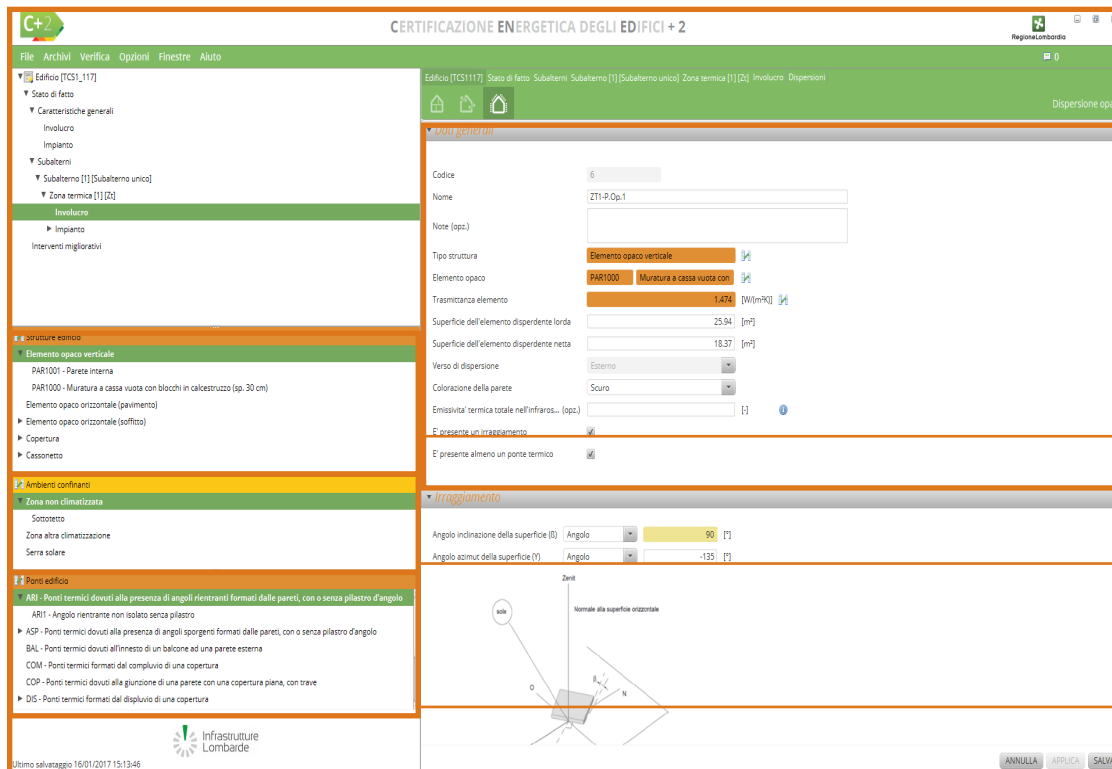 C+2
CERTIFICAZIONE ENERGETICA DEGLI EDIFICI + 2
RegioneLombardia
File Archivi Verifica Opzioni Finestre Aiuto
0
Edificio [TCS1_117]
Stato di fatto
Caratteristiche generali
Involucro
Impianto
Subalterni
Subalterno [1] [Subalterno unico]
Zona termica [1] [Zt]
Involucro
Impianto
Interventi migliorativi
Strutture edificio
Elemento opaco verticale
PAR1001 - Parete interna
PAR1000 - Muratura a cassa vuota con blocchi in calcestruzzo (sp. 30 cm)
Elemento opaco orizzontale (pavimento)
Elemento opaco orizzontale (soffitto)
Copertura
Cassonetto
Ambienti confinanti
Zona non climatizzata
Sottotetto
Zona altra climatizzazione
Serra solare
Ponti edificio
ARI - Ponti termici dovuti alla presenza di angoli rientranti formati dalle pareti, con o senza pilastro d'angolo
ARI1 - Angolo rientrante non isolato senza pilastro
ASP - Ponti termici dovuti alla presenza di angoli sporgenti formati dalle pareti, con o senza pilastro d'angolo
BAL - Ponti termici dovuti all'innesto di un balcone ad una parete esterna
COM - Ponti termici formati dal compluvio di una copertura
COP - Ponti termici dovuti alla giunzione di una parete con una copertura piana, con trave
DIS - Ponti termici formati dal displuvio di una copertura
Infrastrutture
Lombarde
Ultimo salvataggio 16/01/2017 15:13:46
Edificio [TCS1117] Stato di fatto Subalterni Subalterno [1] [Subalterno unico] Zona termica [1] [Zt] Involucro Dispersioni
Dispersione opa
Dati generali
Codice 6
Nome ZT1-P.Op.1
Note (opz.)
Tipo struttura Elemento opaco verticale
Elemento opaco PAR1000 Muratura a cassa vuota con
Trasmittanza elemento 1.474 [W/(m²K)]
Superficie dell'elemento disperdente lorda 25.94 [m²]
Superficie dell'elemento disperdente netta 18.37 [m²]
Verso di dispersione Esterno
Colorazione della parete Scuro
Emissivita' termica totale nell'infraros... (opz.) [-]
E' presente un irraggiamento
E' presente almeno un ponte termico
Irraggiamento
Angolo inclinazione della superficie (ß) Angolo 90 [°]
Angolo azimut della superficie (Y) Angolo -135 [°]
Zenit
sole
Normale alla superficie orizzontale
β
O
N
ANNULLA APPLICA SALVA